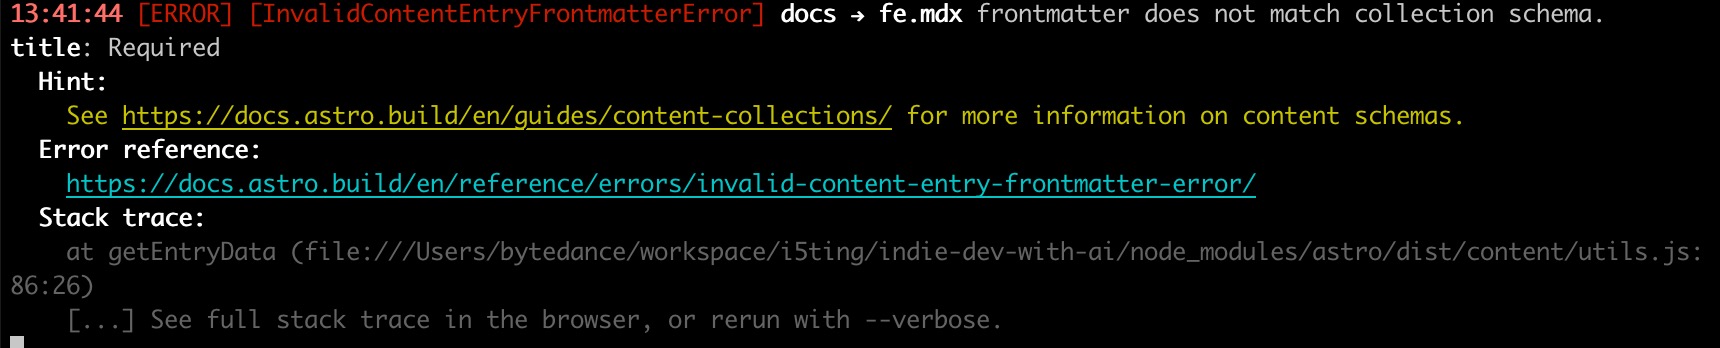 13:41:44 [ERROR] [InvalidContentEntryFrontmatterError] docs → fe.mdx frontmatter does not match collection schema.
title: Required
  Hint:
    See https://docs.astro.build/en/guides/content-collections/ for more information on content schemas.
  Error reference:
    https://docs.astro.build/en/reference/errors/invalid-content-entry-frontmatter-error/
  Stack trace:
    at getEntryData (file:///Users/bytedance/workspace/i5ting/indie-dev-with-ai/node_modules/astro/dist/content/utils.js:
86:26)
    [...] See full stack trace in the browser, or rerun with --verbose.